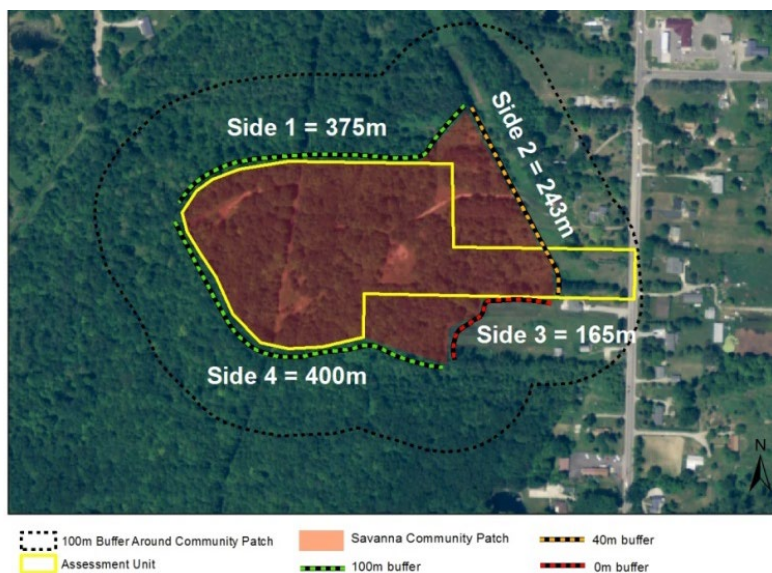 Side 1 = 375m
Side 2 = 243m
Side 3 = 165m
Side 4 = 400m
N
100m Buffer Around Community Patch
Savanna Community Patch
40m buffer
Assessment Unit
100m buffer
0m buffer